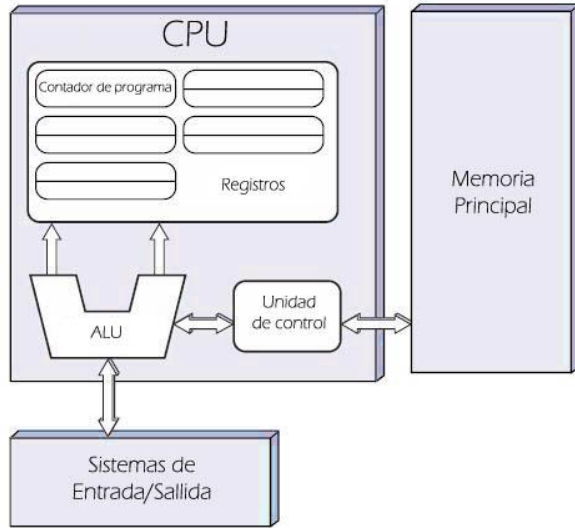 CPU
Contador de programa
Registros
Memoria
Principal
ALU
Unidad
de control
Sistemas de
Entrada/Sallida